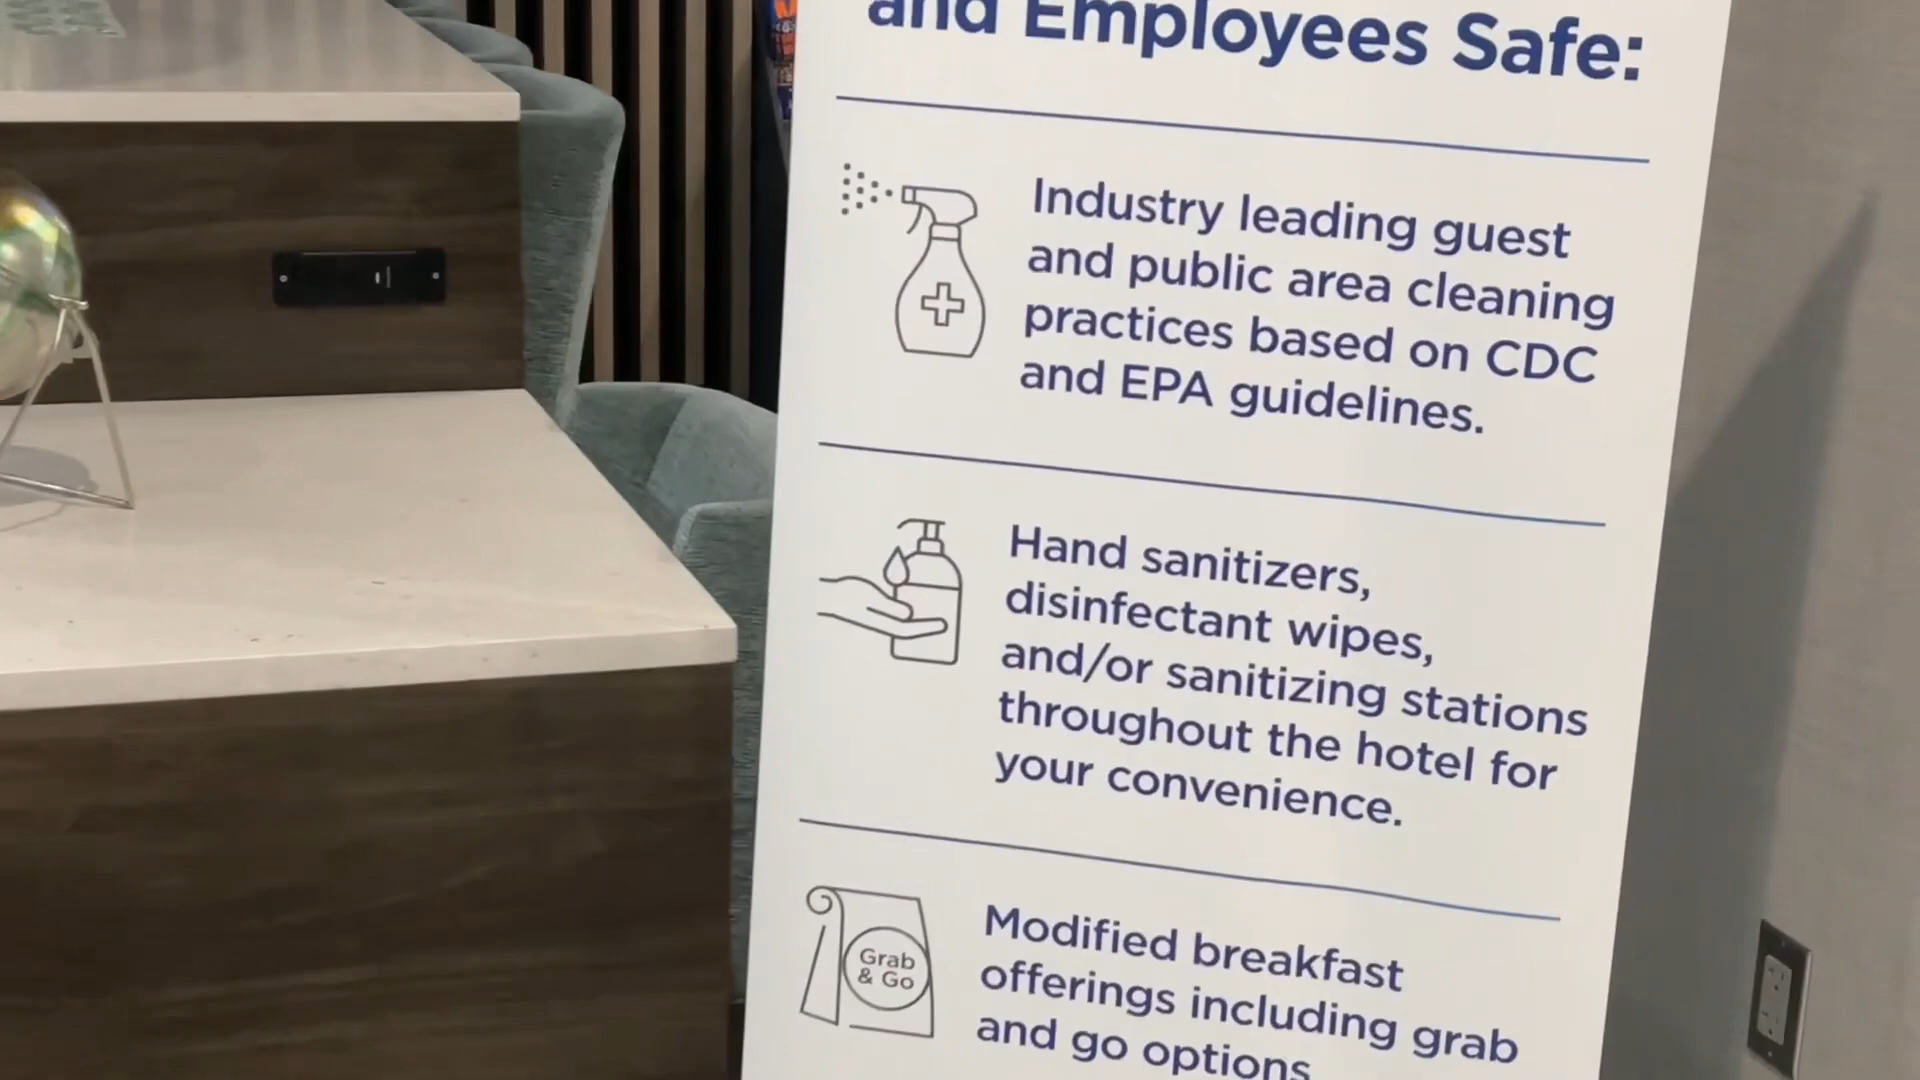 and Employees Safe:
Industry leading guest
and public area cleaning
practices based on CDC
and EPA guidelines.
Hand sanitizers,
disinfectant wipes,
and/or sanitizing stations
throughout the hotel for
your convenience.
Grab
& Go
Modified breakfast
offerings including grab
and go options